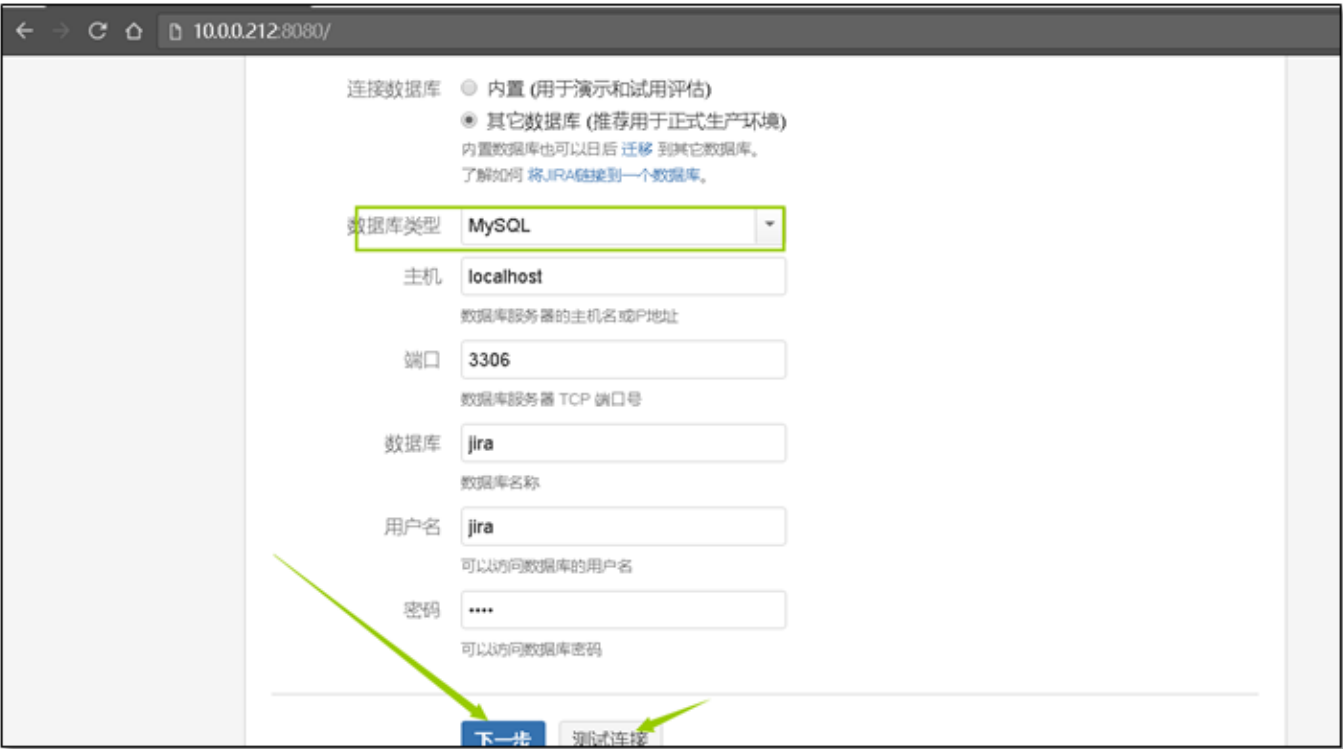 10.0.0.212:8080/
连接数据库 内置 (用于演示和试用评估)
其它数据库 (推荐用于正式生产环境)
内置数据库也可以日后 迁移 到其它数据库。
了解如何 将JIRA链接到一个数据库。
数据库类型 MySQL
主机 localhost
数据库服务器的主机名或IP地址
端口 3306
数据库服务器 TCP 端口号
数据库 jira
数据库名称
用户名 jira
可以访问数据库的用户名
密码 ••••
可以访问数据库密码
下一步 测试连接